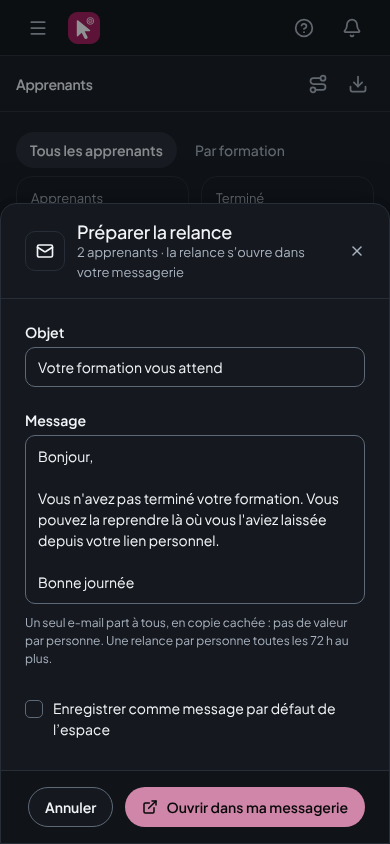 Apprenants
Tous les apprenants
Par formation
Apprenants
Terminé
Préparer la relance
2 apprenants · la relance s'ouvre dans
votre messagerie
Objet
Votre formation vous attend
Message
Bonjour,
Vous n'avez pas terminé votre formation. Vous
pouvez la reprendre là où vous l'aviez laissée
depuis votre lien personnel.
Bonne journée
Un seul e-mail part à tous, en copie cachée : pas de valeur
par personne. Une relance par personne toutes les 72 h au
plus.
Enregistrer comme message par défaut de
l'espace
Annuler
Ouvrir dans ma messagerie